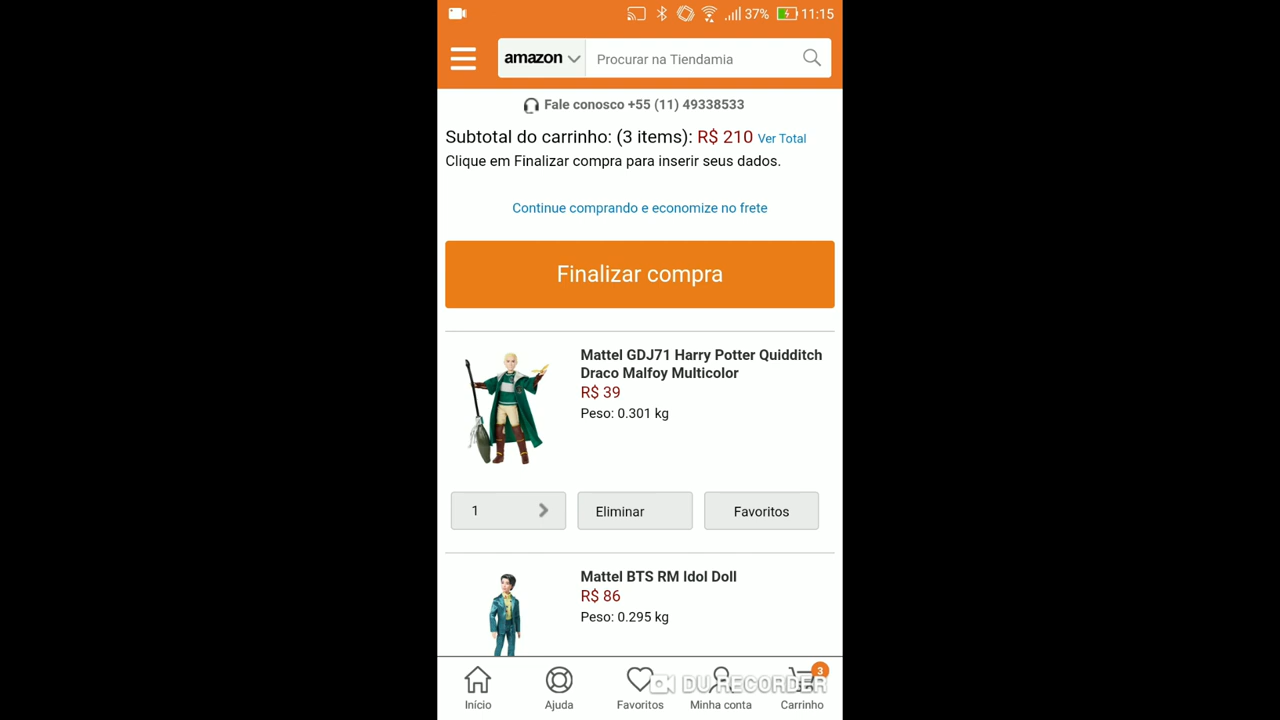 37% 11:15
amazon Procurar na Tiendamia
Fale conosco +55 (11) 49338533
Subtotal do carrinho: (3 items): R$ 210 Ver Total
Clique em Finalizar compra para inserir seus dados.
Continue comprando e economize no frete
Finalizar compra
Mattel GDJ71 Harry Potter Quidditch
Draco Malfoy Multicolor
R$ 39
Peso: 0.301 kg
1 Eliminar Favoritos
Mattel BTS RM Idol Doll
R$ 86
Peso: 0.295 kg
3
DU RECORDER
Início Ajuda Favoritos Minha conta Carrinho